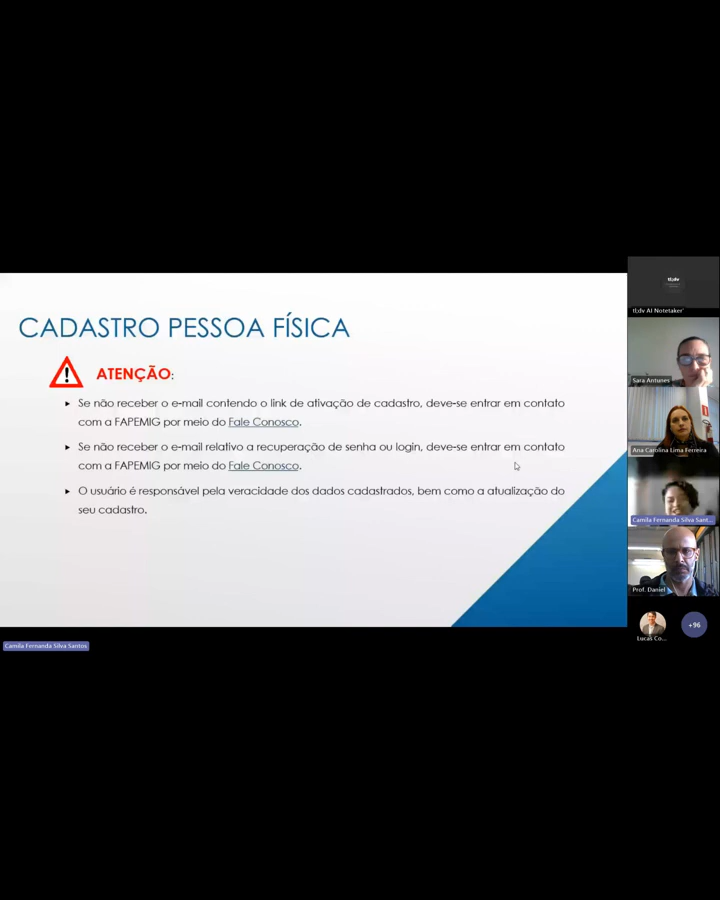 CADASTRO PESSOA FÍSICA
ATENÇÃO:
Se não receber o e-mail contendo o link de ativação de cadastro, deve-se entrar em contato
com a FAPEMIG por meio do Fale Conosco.
Se não receber o e-mail relativo a recuperação de senha ou login, deve-se entrar em contato
com a FAPEMIG por meio do Fale Conosco.
O usuário é responsável pela veracidade dos dados cadastrados, bem como a atualização do
seu cadastro.
tl;dv
tl;dv AI Notetaker'
Sara Antunes
Ana Carolina Lima Ferreira
Camila Fernanda Silva Sant...
Prof. Daniel
Lucas Co...
+96
Camila Fernanda Silva Santos